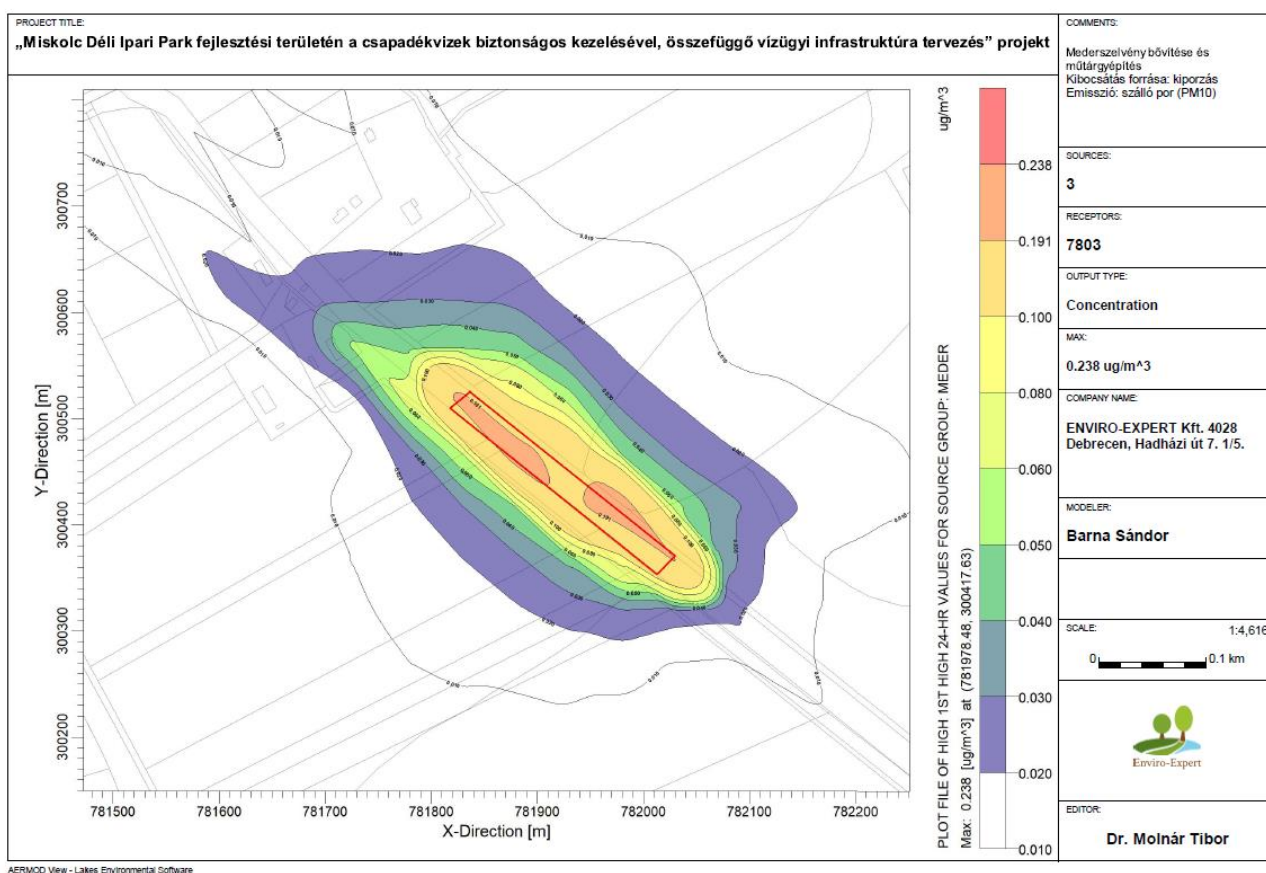 PROJECT TITLE:
„Miskolc Déli Ipari Park fejlesztési területén a csapadékvizek biztonságos kezelésével, összefüggő vízügyi infrastruktúra tervezés” projekt
COMMENTS:
Mederszelvény bővítése és
műtárgyépítés
Kibocsátás forrása: kiporzás
Emisszió: szálló por (PM10)
SOURCES:
3
RECEPTORS:
7803
OUTPUT TYPE:
Concentration
MAX:
0.238 ug/m^3
COMPANY NAME:
ENVIRO-EXPERT Kft. 4028
Debrecen, Hadházi út 7. 1/5.
MODELER:
Barna Sándor
SCALE:
1:4,616
0
0.1 km
Enviro-Expert
EDITOR:
Dr. Molnár Tibor
ug/m^3
0.238
0.191
0.100
0.080
0.060
0.050
0.040
0.030
0.020
0.010
PLOT FILE OF HIGH 1ST HIGH 24-HR VALUES FOR SOURCE GROUP: MEDER
Max: 0.238 [ug/m^3] at (781978.48, 300417.63)
Y-Direction [m]
300700
300600
300500
300400
300300
300200
781500
781600
781700
781800
781900
782000
782100
782200
X-Direction [m]
AERMOD View - Lakes Environmental Software